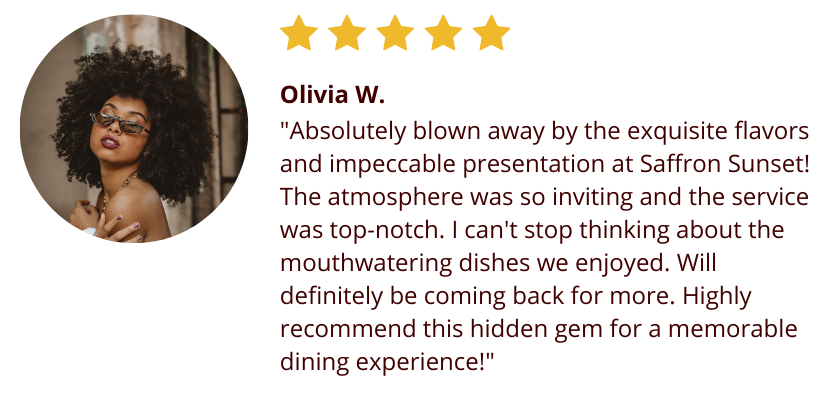 Olivia W.
"Absolutely blown away by the exquisite flavors
and impeccable presentation at Saffron Sunset!
The atmosphere was so inviting and the service
was top-notch. I can't stop thinking about the
mouthwatering dishes we enjoyed. Will
definitely be coming back for more. Highly
recommend this hidden gem for a memorable
dining experience!"